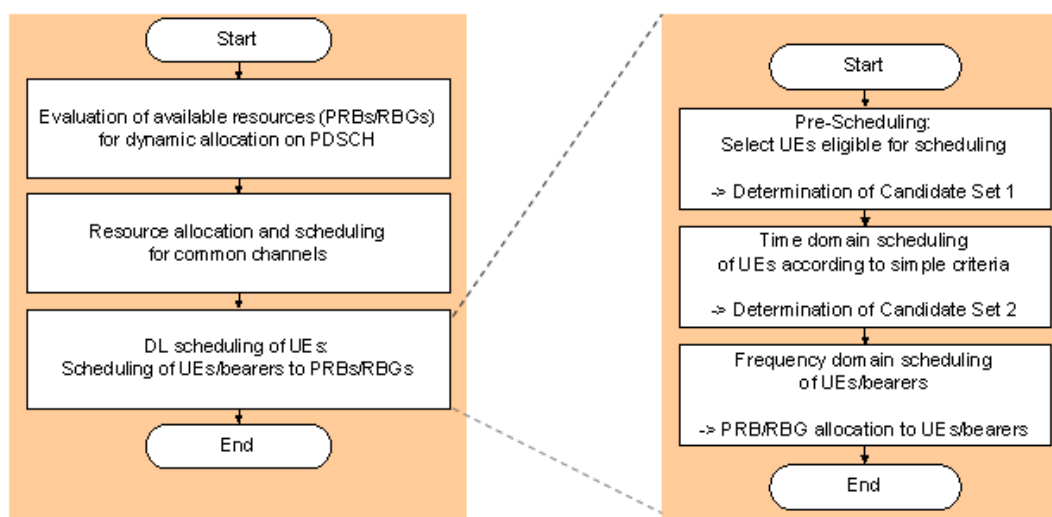 Start
Evaluation of available resources (PRBs/RBGs)
for dynamic allocation on PDSCH
Resource allocation and scheduling
for common channels
DL scheduling of UEs:
Scheduling of UEs/bearers to PRBs/RBGs
End
Start
Pre-Scheduling:
Select UEs eligible for scheduling
-> Determination of Candidate Set 1
Time domain scheduling
of UEs according to simple criteria
-> Determination of Candidate Set 2
Frequency domain scheduling
of UEs/bearers
-> PRB/RBG allocation to UEs/bearers
End